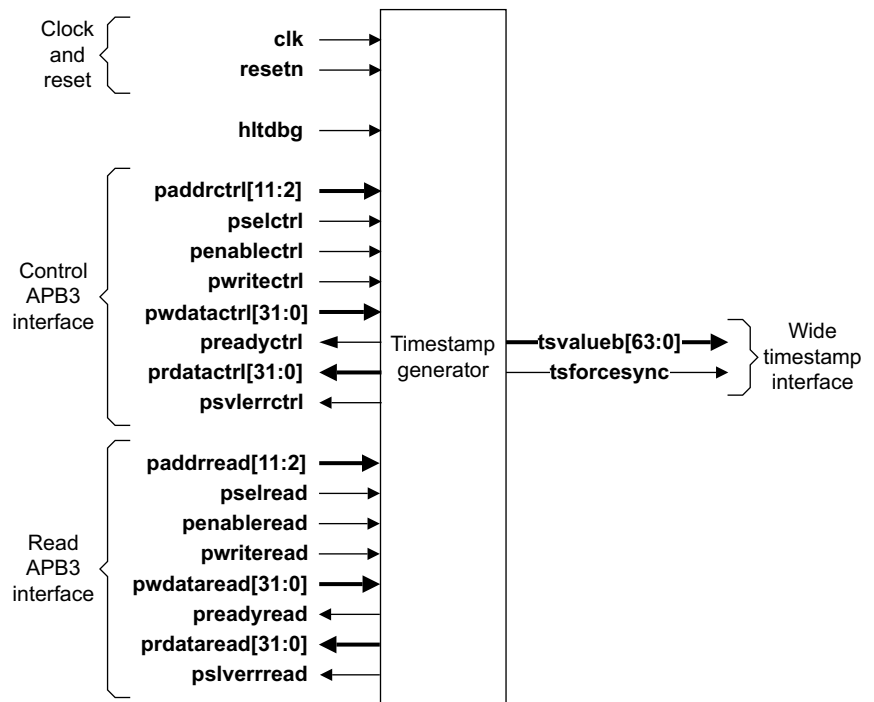 Clock
and
reset
clk
resetn
hltdbg
Control
APB3
interface
paddrctrl[11:2]
pselctrl
penablectrl
pwritectrl
pwdatactrl[31:0]
preadyctrl
prdatactrl[31:0]
psvlerrctrl
Read
APB3
interface
paddrread[11:2]
pselread
penableread
pwriteread
pwdataread[31:0]
preadyread
prdataread[31:0]
pslverrread
Timestamp
generator
tsvalueb[63:0]
tsforcesync
Wide
timestamp
interface